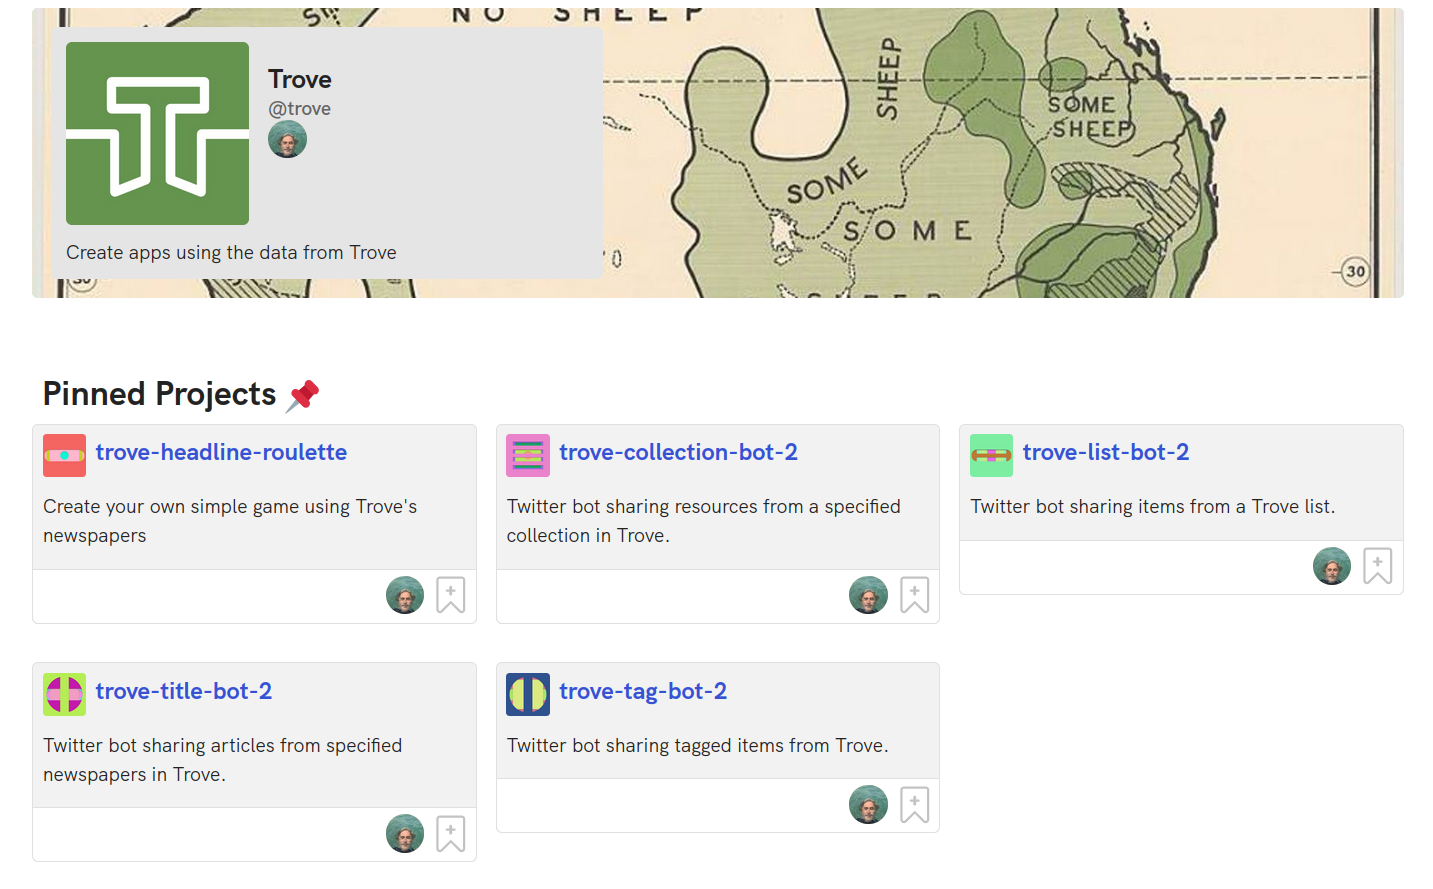 NO SHEEP
Trove
@trove
Create apps using the data from Trove
SHEEP
SOME
SHEEP
SOME
SOME
SHEEP
30
30
Pinned Projects
trove-headline-roulette
Create your own simple game using Trove's
newspapers
trove-collection-bot-2
Twitter bot sharing resources from a specified
collection in Trove.
trove-list-bot-2
Twitter bot sharing items from a Trove list.
trove-title-bot-2
Twitter bot sharing articles from specified
newspapers in Trove.
trove-tag-bot-2
Twitter bot sharing tagged items from Trove.